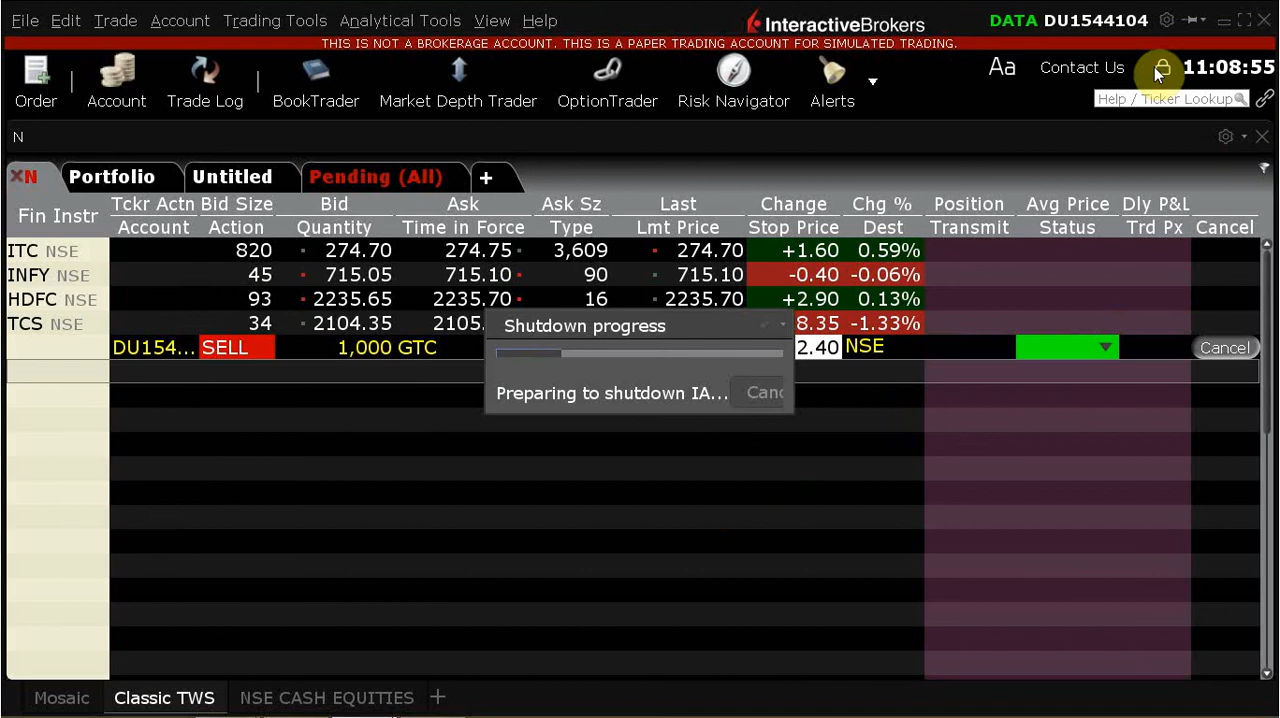 File Edit Trade Account Trading Tools Analytical Tools View Help InteractiveBrokers DATA DU1544104
THIS IS NOT A BROKERAGE ACCOUNT. THIS IS A PAPER TRADING ACCOUNT FOR SIMULATED TRADING.
Order Account Trade Log BookTrader Market Depth Trader OptionTrader Risk Navigator Alerts Aa Contact Us 11:08:55
Help / Ticker Lookup
N
N Portfolio Untitled Pending (All) +
Fin Instr Tckr Actn Bid Size Bid Ask Ask Sz Last Change Chg % Position Avg Price Dly P&L
Account Action Quantity Time in Force Type Lmt Price Stop Price Dest Transmit Status Trd Px Cancel
ITC NSE 820 274.70 274.75 3,609 274.70 +1.60 0.59%
INFY NSE 45 715.05 715.10 90 715.10 -0.40 -0.06%
HDFC NSE 93 2235.65 2235.70 16 2235.70 +2.90 0.13%
TCS NSE 34 2104.35 2105. 8.35 -1.33%
DU154... SELL 1,000 GTC 2.40 NSE Cancel
Shutdown progress
Preparing to shutdown IA... Canc
Mosaic Classic TWS NSE CASH EQUITIES +